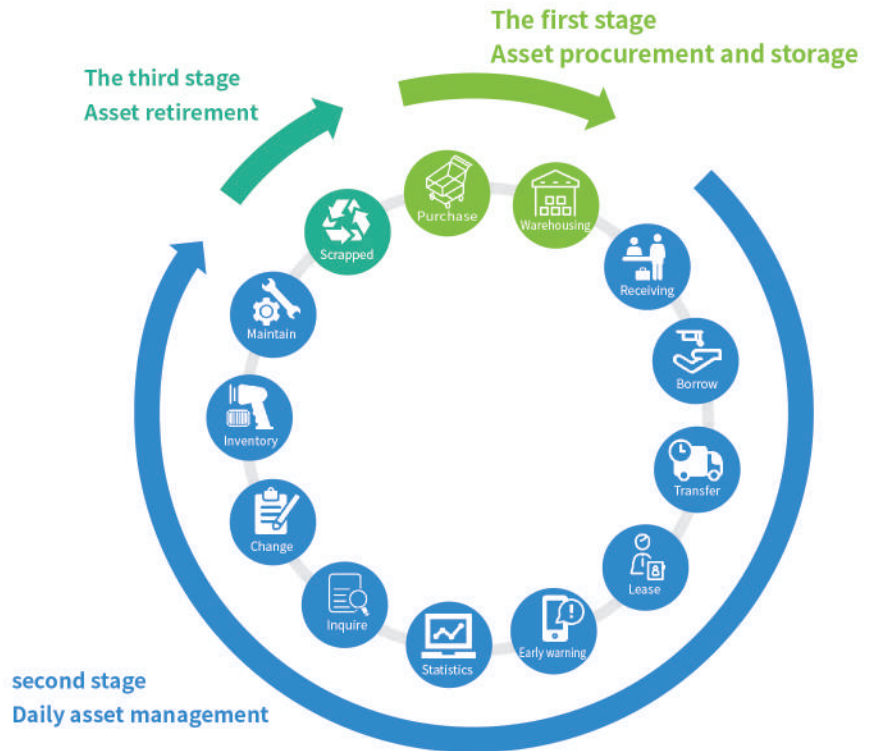 The first stage
Asset procurement and storage
The third stage
Asset retirement
Purchase
Warehousing
Receiving
Borrow
Transfer
Lease
Early warning
Statistics
Inquire
Change
Inventory
Maintain
Scrapped
second stage
Daily asset management